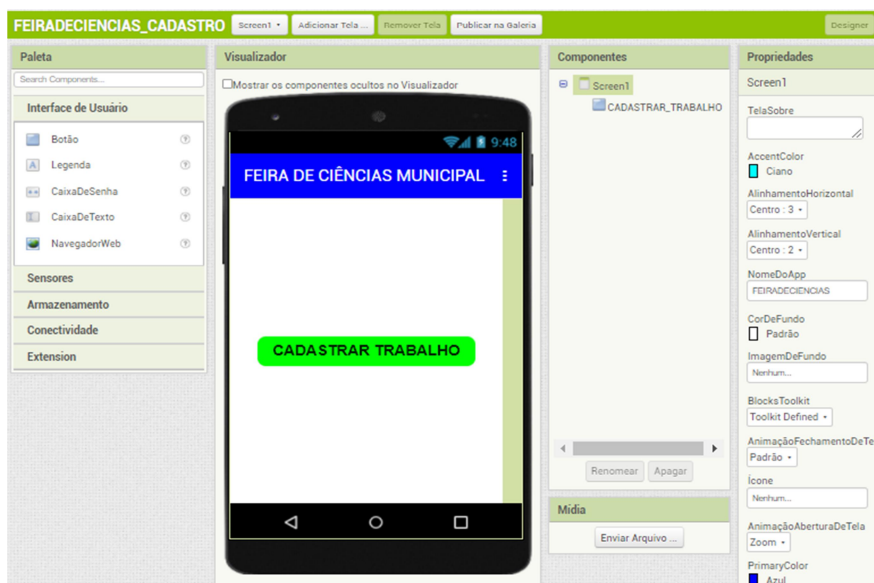 FEIRADECIENCIAS_CADASTRO Screen1 Adicionar Tela ... Remover Tela Publicar na Galeria Designer
Paleta
Search Components...
Interface de Usuário
Botão
Legenda
CaixaDeSenha
CaixaDeTexto
NavegadorWeb
Sensores
Armazenamento
Conectividade
Extension
Visualizador
Mostrar os componentes ocultos no Visualizador
9:48
FEIRA DE CIÊNCIAS MUNICIPAL
CADASTRAR TRABALHO
Componentes
Screen1
CADASTRAR_TRABALHO
Renomear Apagar
Mídia
Enviar Arquivo ...
Propriedades
Screen1
TelaSobre
AccentColor
Ciano
AlinhamentoHorizontal
Centro : 3
AlinhamentoVertical
Centro : 2
NomeDoApp
FEIRADECIENCIAS
CorDeFundo
Padrão
ImagemDeFundo
Nenhum...
BlocksToolkit
Toolkit Defined
AnimaçãoFechamentoDeTe
Padrão
Ícone
Nenhum...
AnimaçãoAberturaDeTela
Zoom
PrimaryColor
Azul